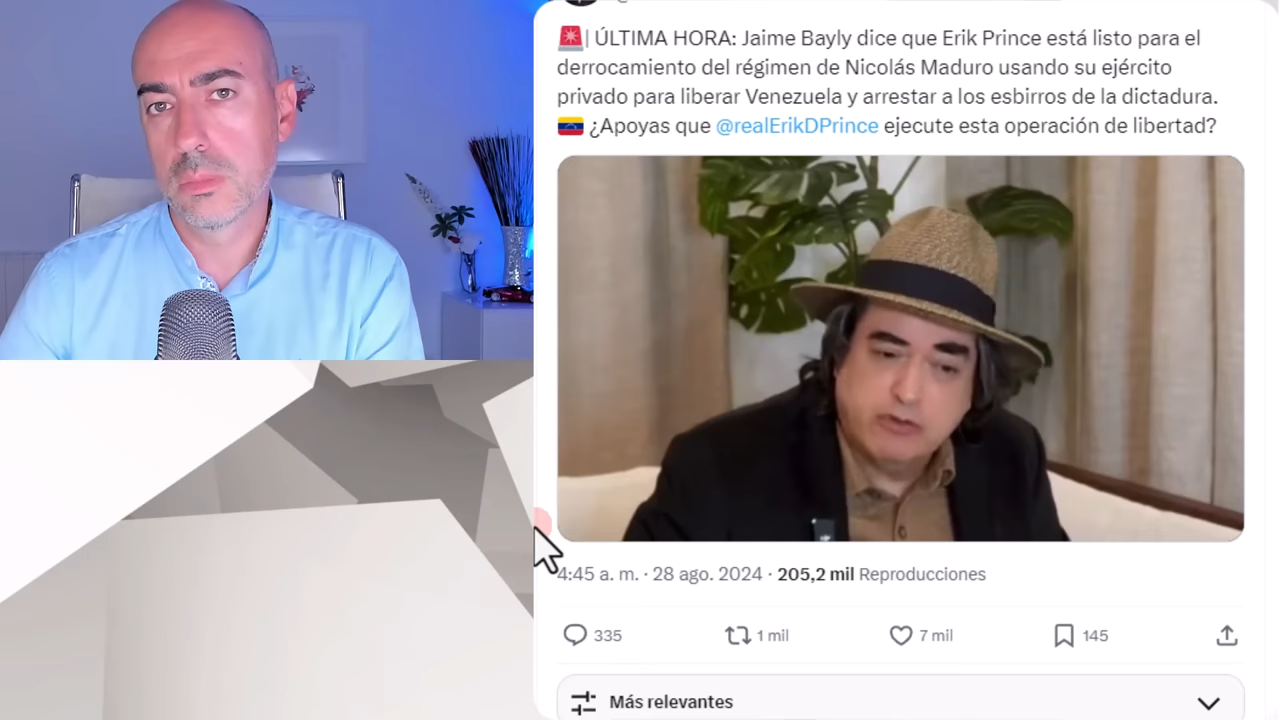 🚨| ÚLTIMA HORA: Jaime Bayly dice que Erik Prince está listo para el
derrocamiento del régimen de Nicolás Maduro usando su ejército
privado para liberar Venezuela y arrestar a los esbirros de la dictadura.
🇻🇪 ¿Apoyas que @realErikDPrince ejecute esta operación de libertad?
4:45 a. m. · 28 ago. 2024 · 205,2 mil Reproducciones
335 1 mil 7 mil 145
Más relevantes